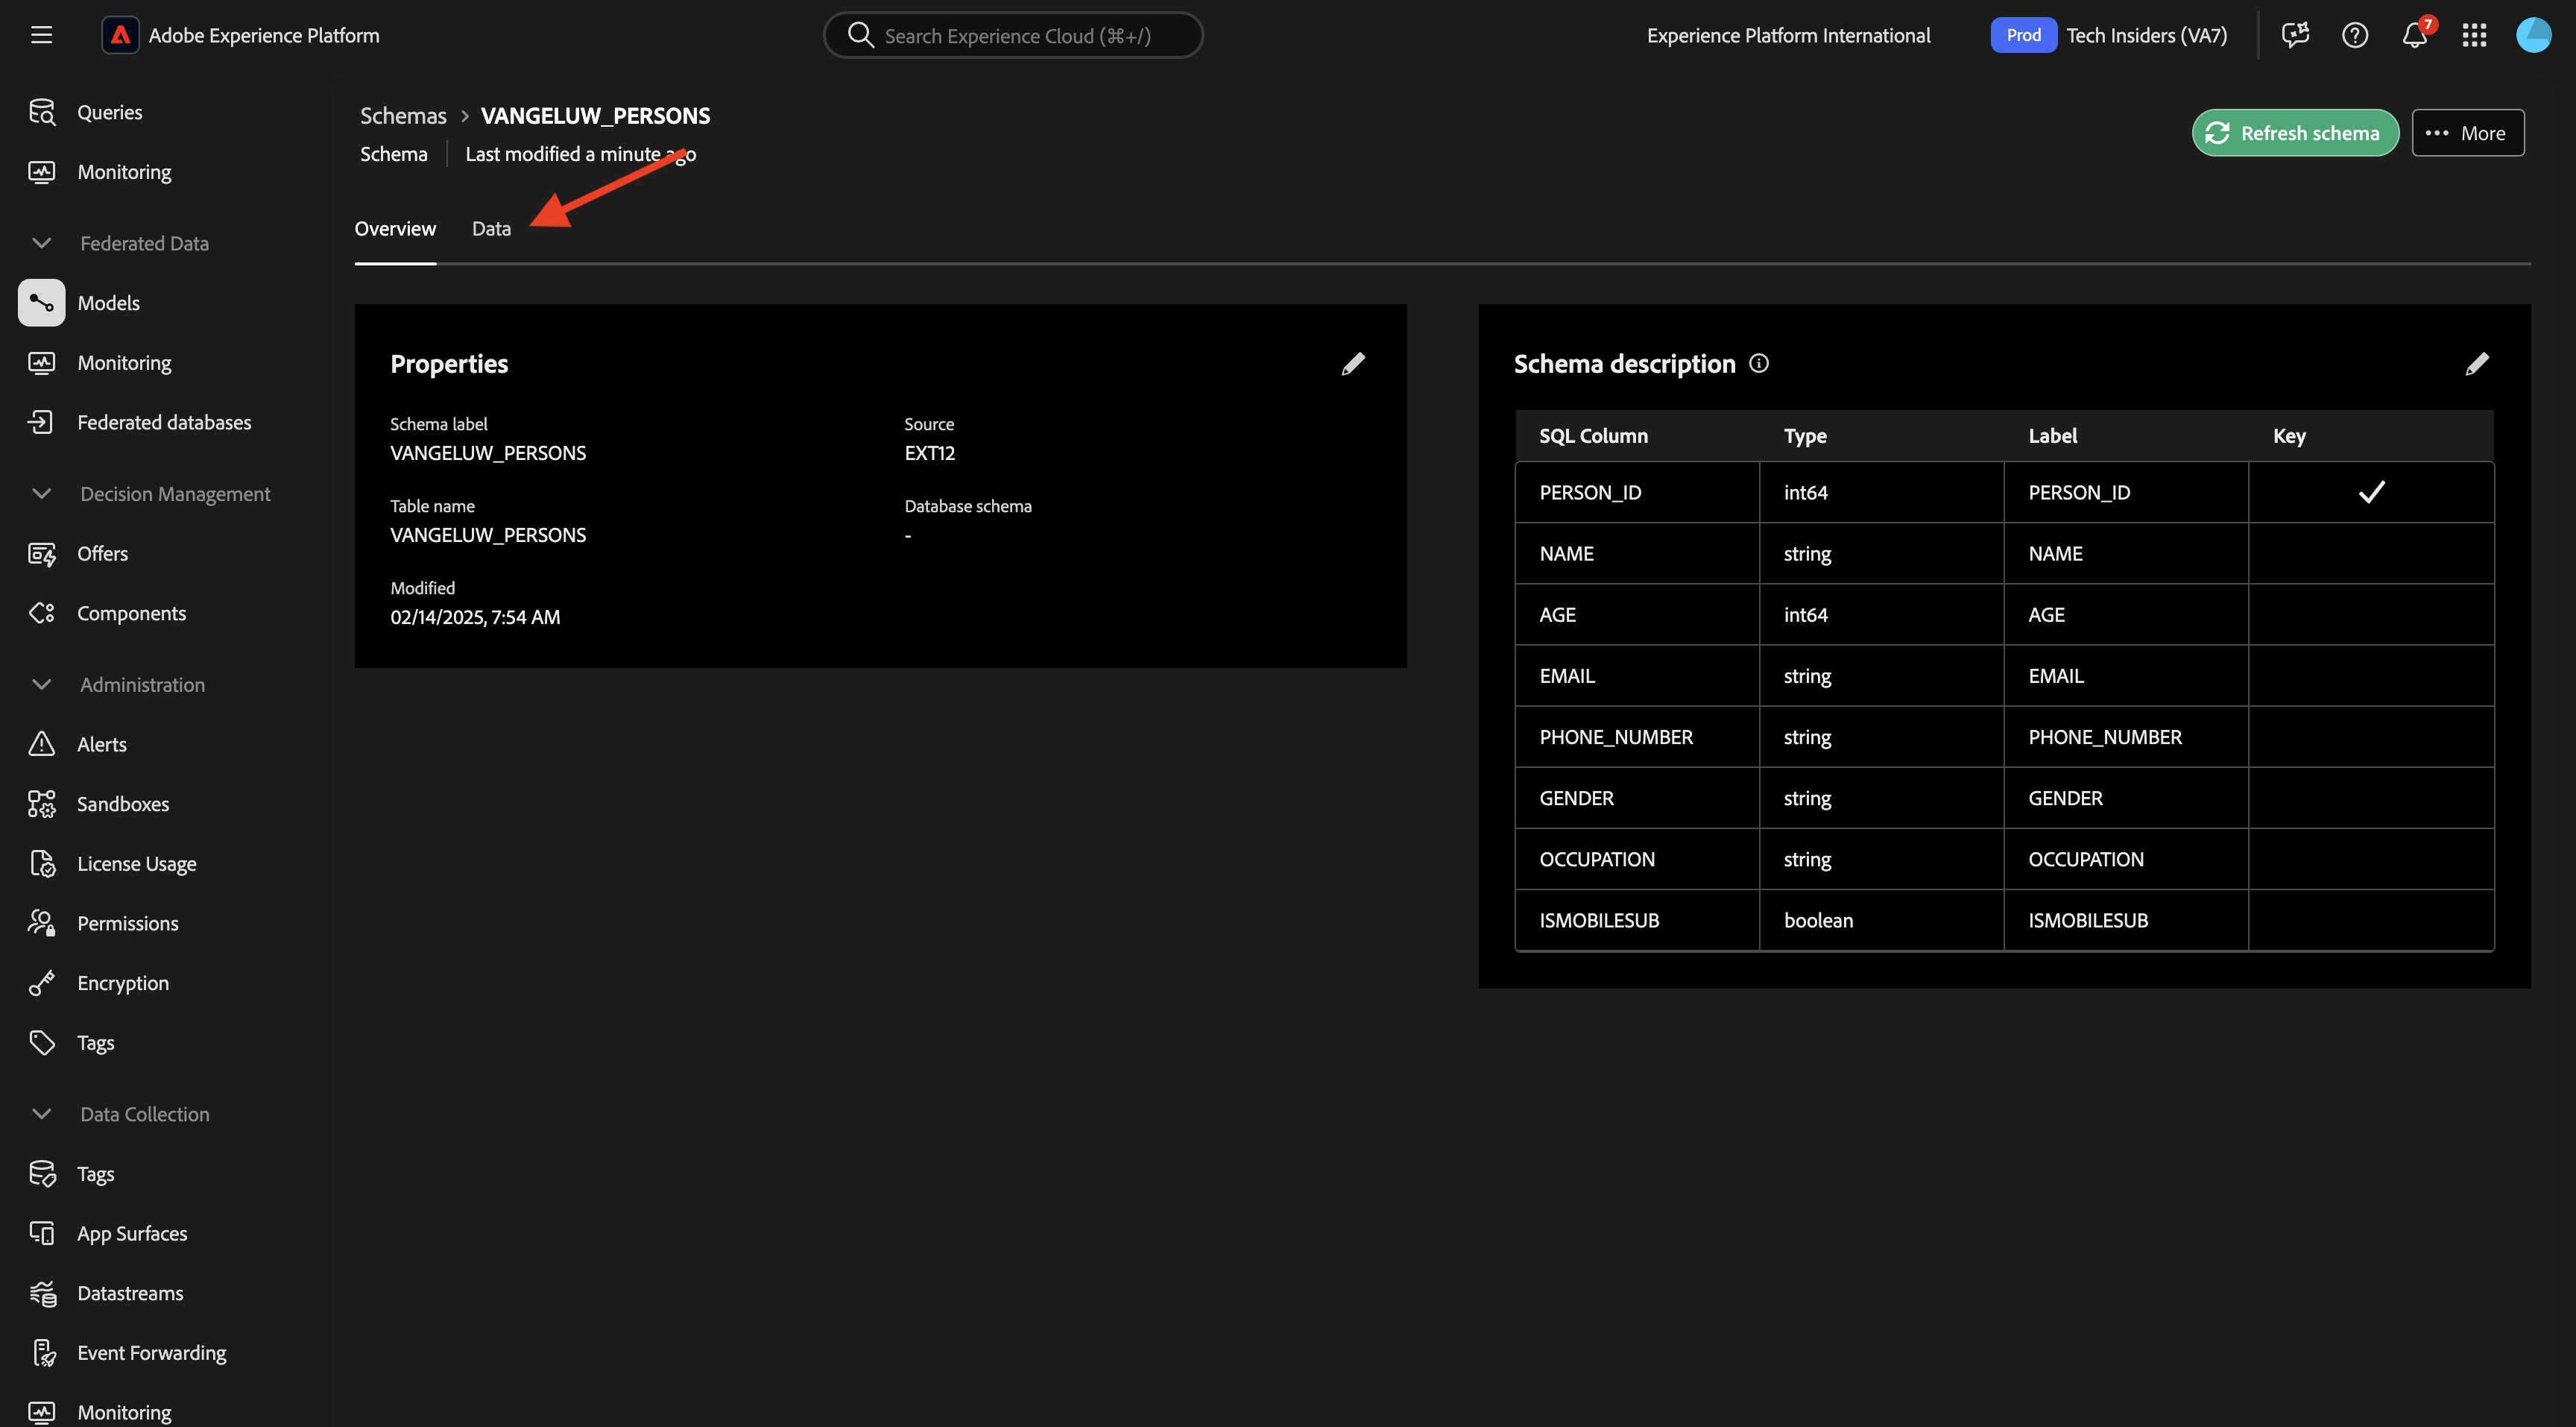 Adobe Experience Platform
Search Experience Cloud (⌘+/)
Experience Platform International
Prod
Tech Insiders (VA7)
7
Queries
Monitoring
Federated Data
Models
Monitoring
Federated databases
Decision Management
Offers
Components
Administration
Alerts
Sandboxes
License Usage
Permissions
Encryption
Tags
Data Collection
Tags
App Surfaces
Datastreams
Event Forwarding
Monitoring
Schemas > VANGELUW_PERSONS
Schema | Last modified a minute ago
Refresh schema
More
Overview
Data
Properties
Schema label
VANGELUW_PERSONS
Source
EXT12
Table name
VANGELUW_PERSONS
Database schema
-
Modified
02/14/2025, 7:54 AM
Schema description
SQL Column Type Label Key
PERSON_ID int64 PERSON_ID
NAME string NAME
AGE int64 AGE
EMAIL string EMAIL
PHONE_NUMBER string PHONE_NUMBER
GENDER string GENDER
OCCUPATION string OCCUPATION
ISMOBILESUB boolean ISMOBILESUB